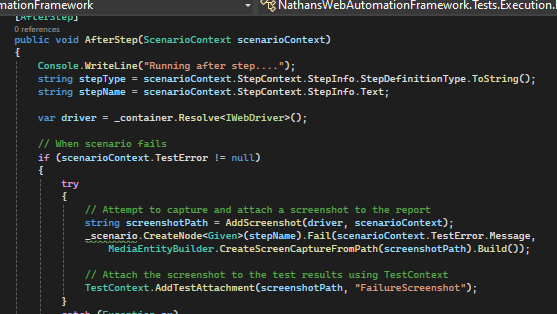 mationFramework NathansWebAutomationFramework.Tests.Execution.
[AfterStep]
0 references
public void AfterStep(ScenarioContext scenarioContext)
{
Console.WriteLine("Running after step....");
string stepType = scenarioContext.StepContext.StepInfo.StepDefinitionType.ToString();
string stepName = scenarioContext.StepContext.StepInfo.Text;
var driver = _container.Resolve<IWebDriver>();
// When scenario fails
if (scenarioContext.TestError != null)
{
try
{
// Attempt to capture and attach a screenshot to the report
string screenshotPath = AddScreenshot(driver, scenarioContext);
_scenario.CreateNode<Given>(stepName).Fail(scenarioContext.TestError.Message,
MediaEntityBuilder.CreateScreenCaptureFromPath(screenshotPath).Build());
// Attach the screenshot to the test results using TestContext
TestContext.AddTestAttachment(screenshotPath, "FailureScreenshot");
}
catch (Exception ex)